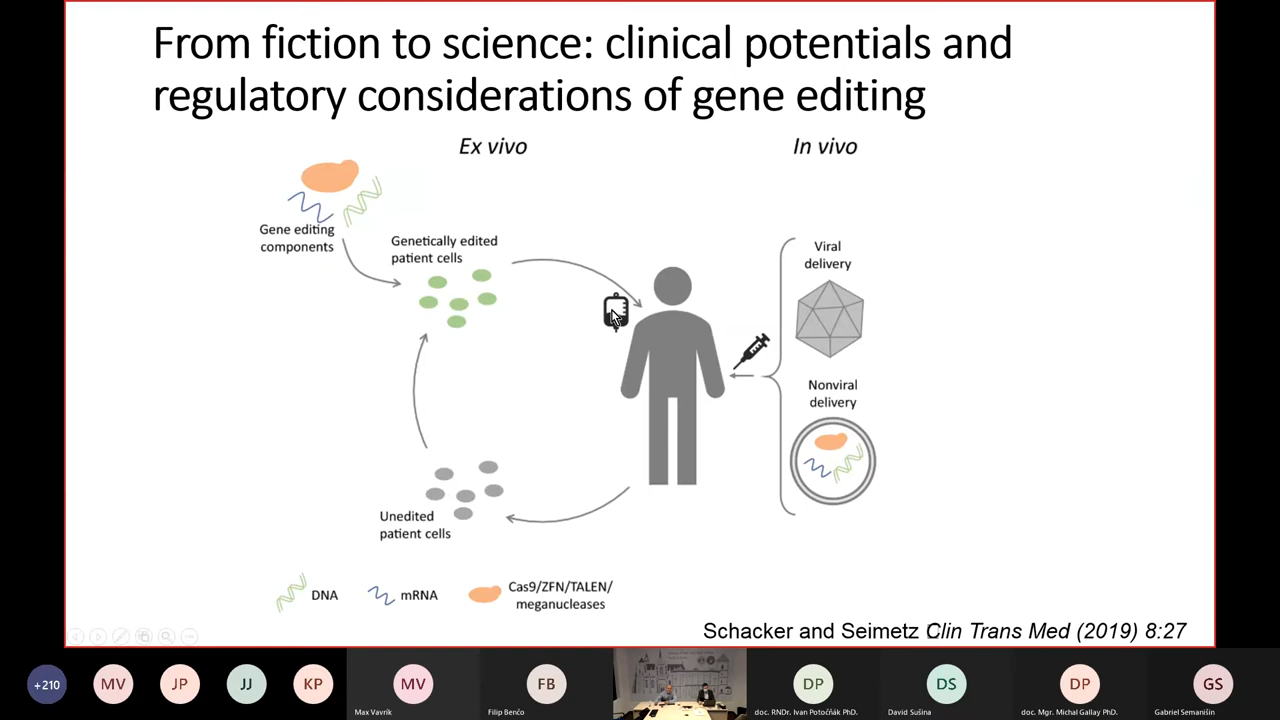 From fiction to science: clinical potentials and
regulatory considerations of gene editing
Ex vivo
In vivo
Gene editing
components
Genetically edited
patient cells
Viral
delivery
Nonviral
delivery
Unedited
patient cells
DNA
mRNA
Cas9/ZFN/TALEN/
meganucleases
Schacker and Seimetz Clin Trans Med (2019) 8:27
+210
MV
JP
JJ
KP
MV
FB
DP
DS
DP
GS
Max Vavrík
Filip Benčo
doc. RNDr. Ivan Potočňák PhD.
David Sušina
doc. Mgr. Michal Gallay PhD.
Gabriel Semanišin